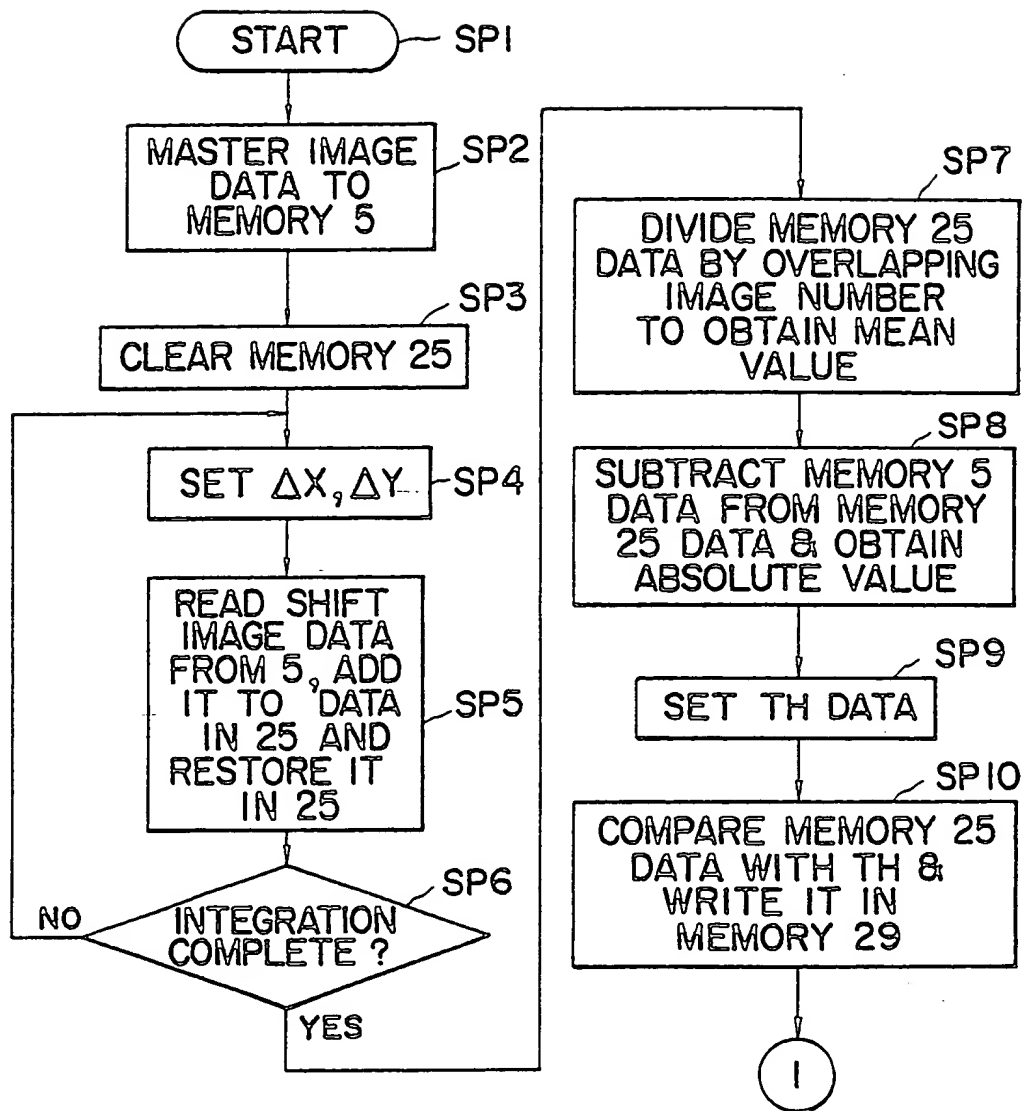 START
SP1
MASTER IMAGE
DATA TO
MEMORY 5
SP2
SP3
CLEAR MEMORY 25
SET ΔX, ΔY
SP4
READ SHIFT
IMAGE DATA
FROM 5, ADD
IT TO DATA
IN 25 AND
RESTORE IT
IN 25
SP5
SP6
INTEGRATION
COMPLETE ?
NO
YES
SP7
DIVIDE MEMORY 25
DATA BY OVERLAPPING
IMAGE NUMBER
TO OBTAIN MEAN
VALUE
SP8
SUBTRACT MEMORY 5
DATA FROM MEMORY
25 DATA & OBTAIN
ABSOLUTE VALUE
SP9
SET TH DATA
SP10
COMPARE MEMORY 25
DATA WITH TH &
WRITE IT IN
MEMORY 29
1